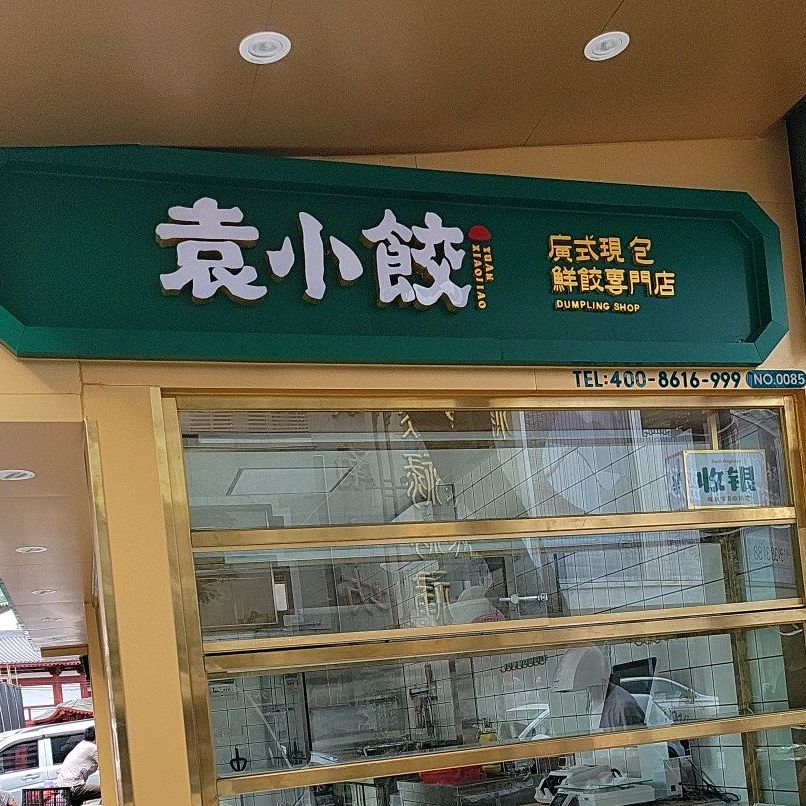 袁小餃
YUAN
XIAOJIAO
廣式現包
鮮餃專門店
DUMPLING SHOP
TEL:400-8616-999
NO.0085
收銀